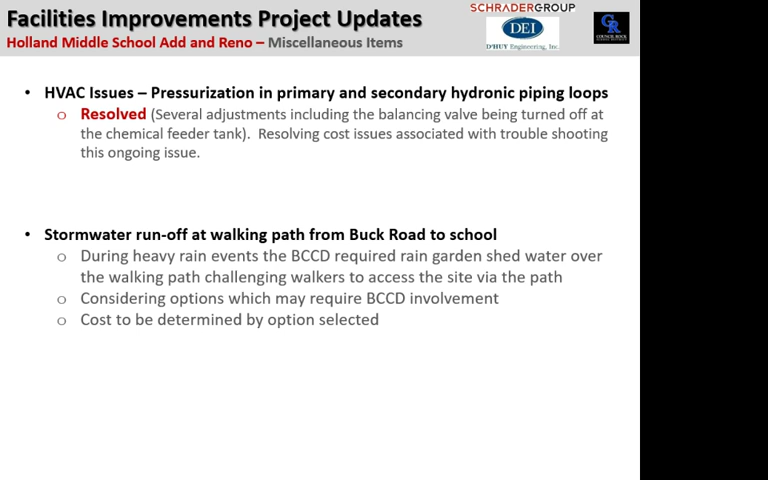 Facilities Improvements Project Updates
Holland Middle School Add and Reno – Miscellaneous Items
SCHRADERGROUP
DEI
D'HUY Engineering, Inc.
CR
COUNCIL ROCK
• HVAC Issues – Pressurization in primary and secondary hydronic piping loops
o Resolved (Several adjustments including the balancing valve being turned off at
the chemical feeder tank). Resolving cost issues associated with trouble shooting
this ongoing issue.
• Stormwater run-off at walking path from Buck Road to school
o During heavy rain events the BCCD required rain garden shed water over
the walking path challenging walkers to access the site via the path
o Considering options which may require BCCD involvement
o Cost to be determined by option selected